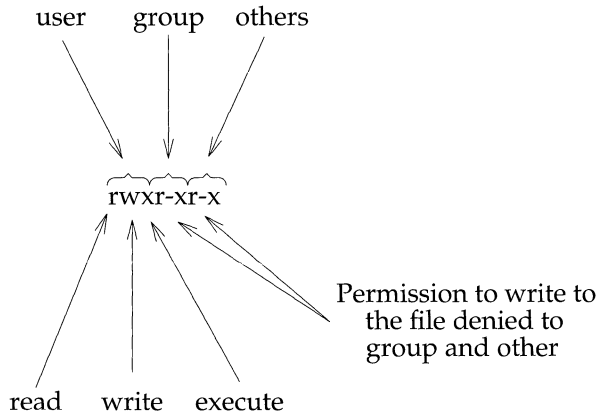 user group others
rwxr-xr-x
Permission to write to
the file denied to
group and other
read write execute